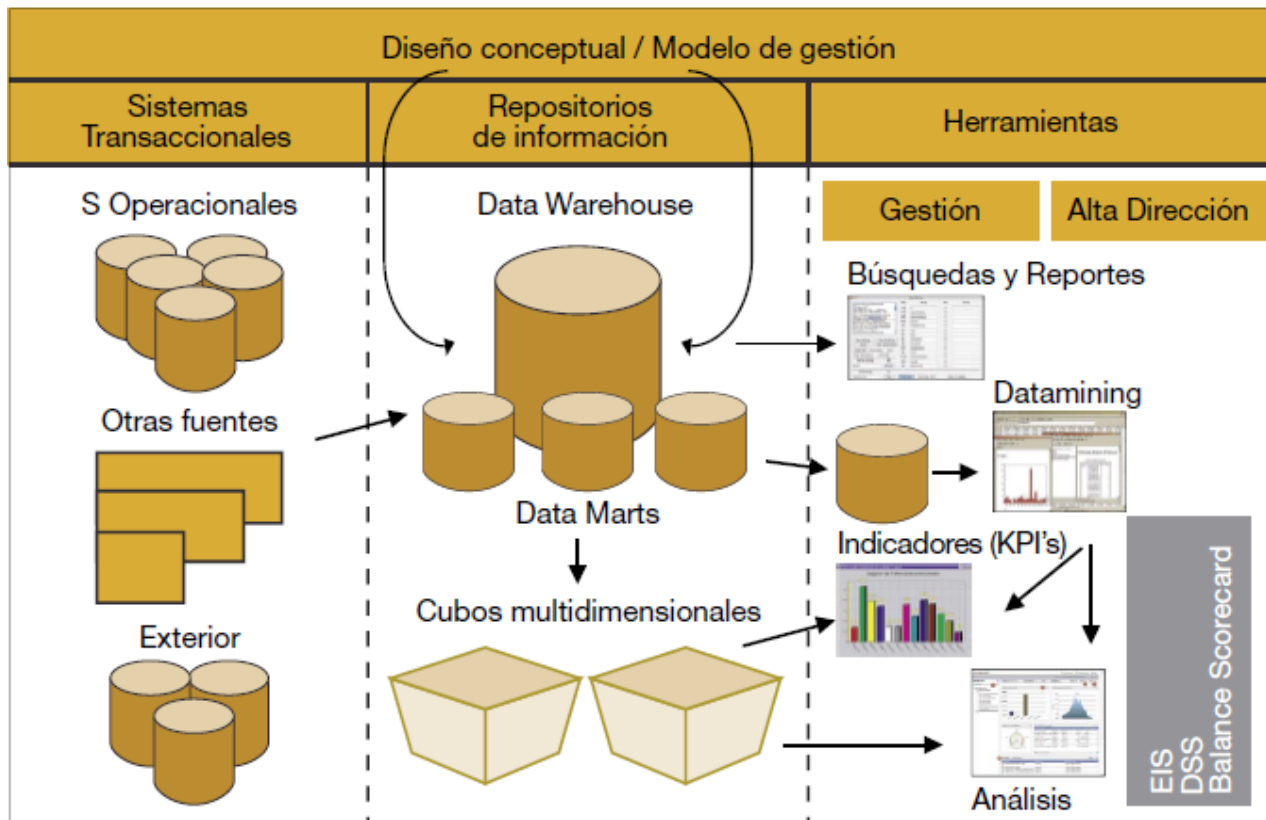 Diseño conceptual / Modelo de gestión
Sistemas
Transaccionales
Repositorios
de información
Herramientas
S Operacionales
Otras fuentes
Exterior
Data Warehouse
Data Marts
Cubos multidimensionales
Gestión
Alta Dirección
Búsquedas y Reportes
Datamining
Indicadores (KPI's)
Análisis
EIS
DSS
Balance Scorecard